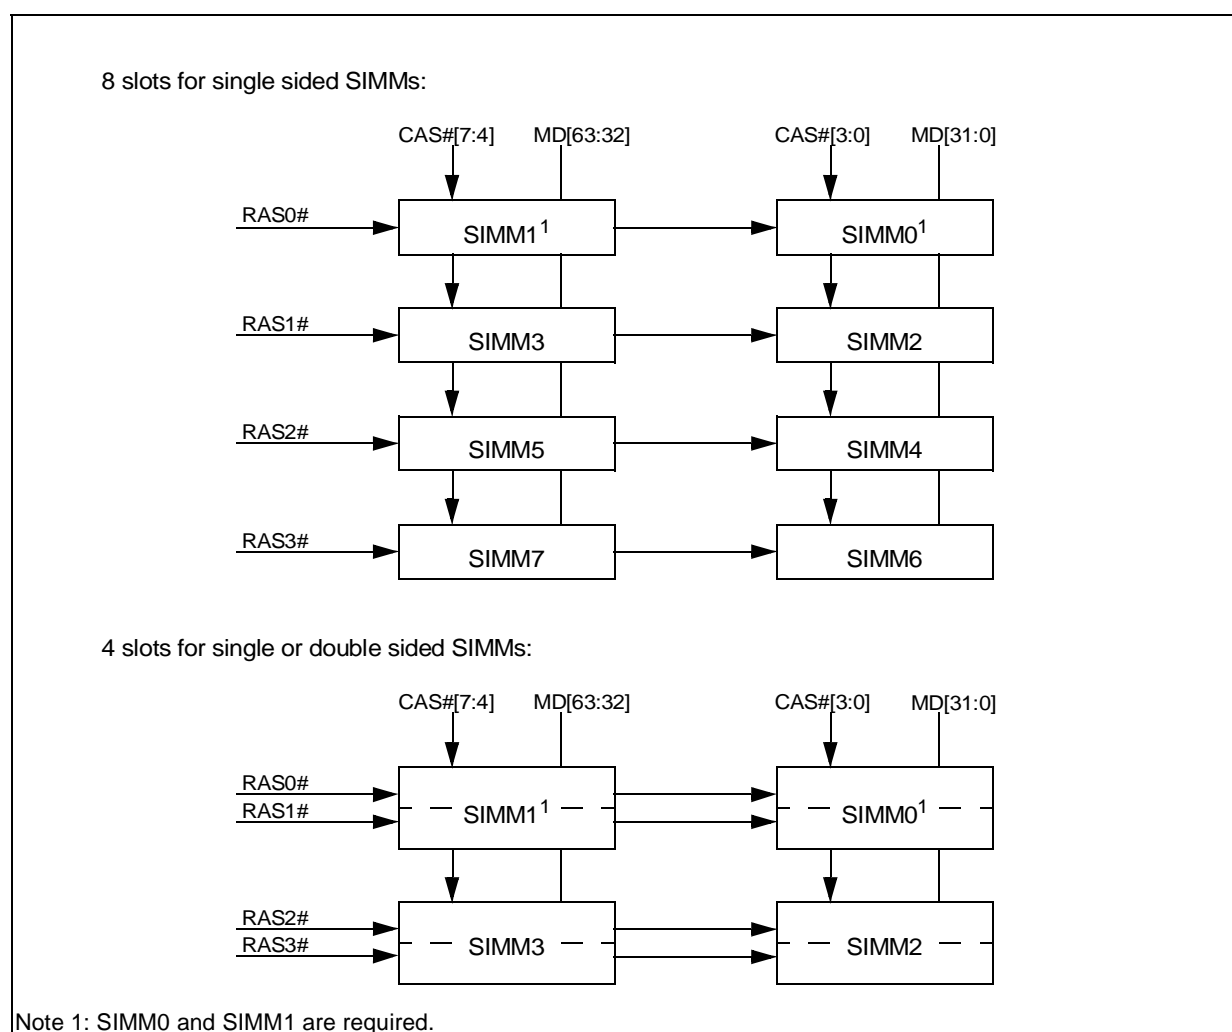 8 slots for single sided SIMMs:
CAS#[7:4] MD[63:32] CAS#[3:0] MD[31:0]
RAS0# SIMM1¹ SIMM0¹
RAS1# SIMM3 SIMM2
RAS2# SIMM5 SIMM4
RAS3# SIMM7 SIMM6
4 slots for single or double sided SIMMs:
CAS#[7:4] MD[63:32] CAS#[3:0] MD[31:0]
RAS0#
RAS1# SIMM1¹ SIMM0¹
RAS2#
RAS3# SIMM3 SIMM2
Note 1: SIMM0 and SIMM1 are required.